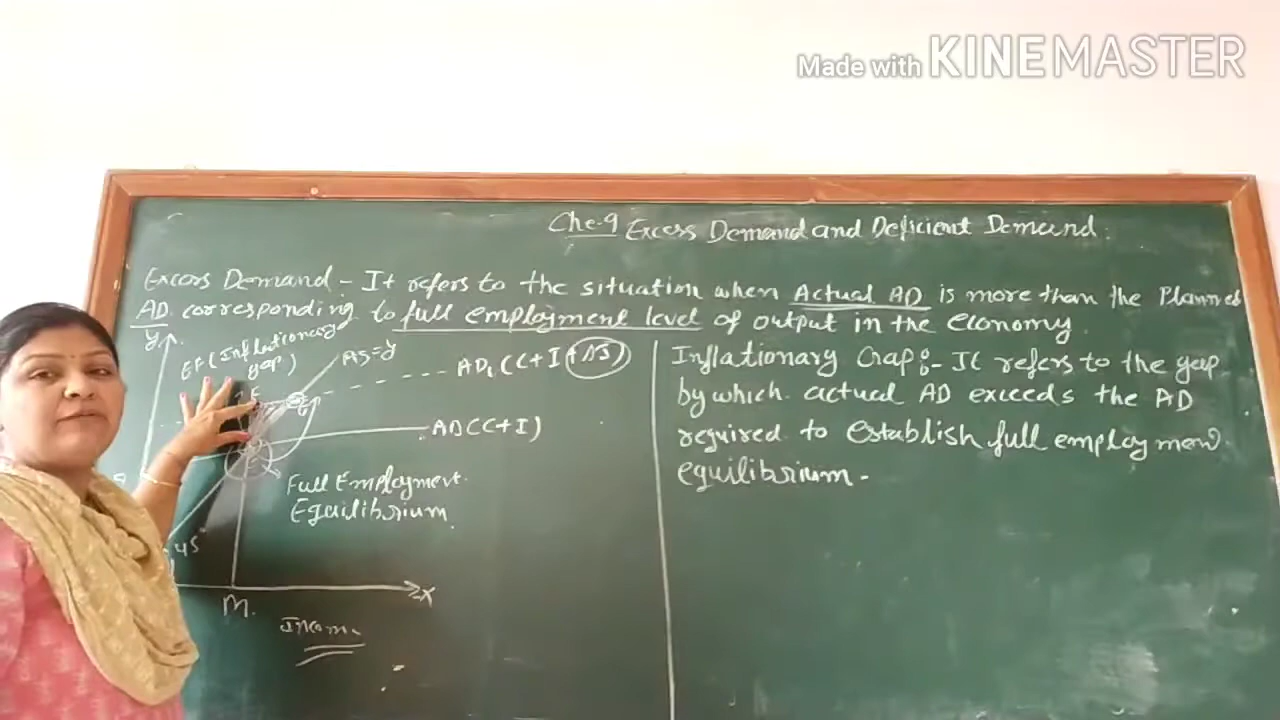 Made with KINEMASTER
Che-9 Excess Demand and Deficient Demand.
Excess Demand - It refers to the situation when Actual AD is more than the Planned
AD corresponding to full employment level of output in the economy.
y
EF (Inflationary
gap)
AS=y
F
AD1 (C+I+ΔI)
G
AD (C+I)
E
Full Employment
Equilibrium.
45°
M.
X
Income
Inflationary Gap:- It refers to the gap
by which actual AD exceeds the AD
required to establish full employment
equilibrium.